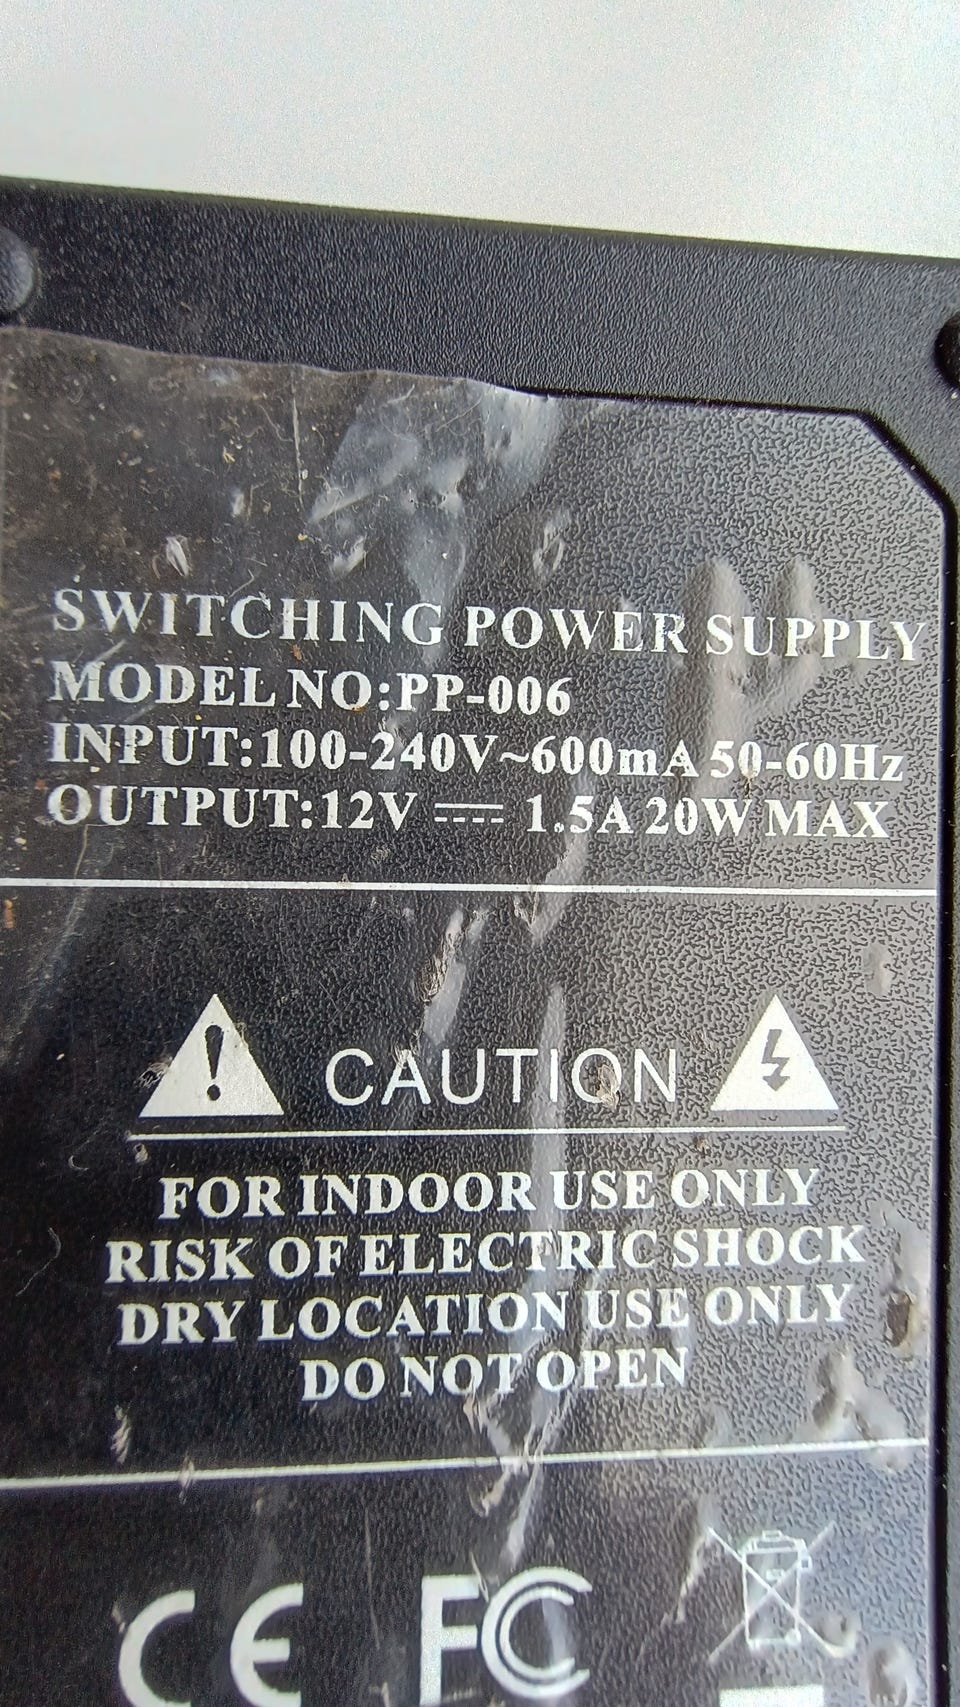 SWITCHING POWER SUPPLY
MODEL NO:PP-006
INPUT:100-240V~600mA 50-60Hz
OUTPUT:12V ⎓ 1.5A 20W MAX
CAUTION
FOR INDOOR USE ONLY
RISK OF ELECTRIC SHOCK
DRY LOCATION USE ONLY
DO NOT OPEN
CE FC